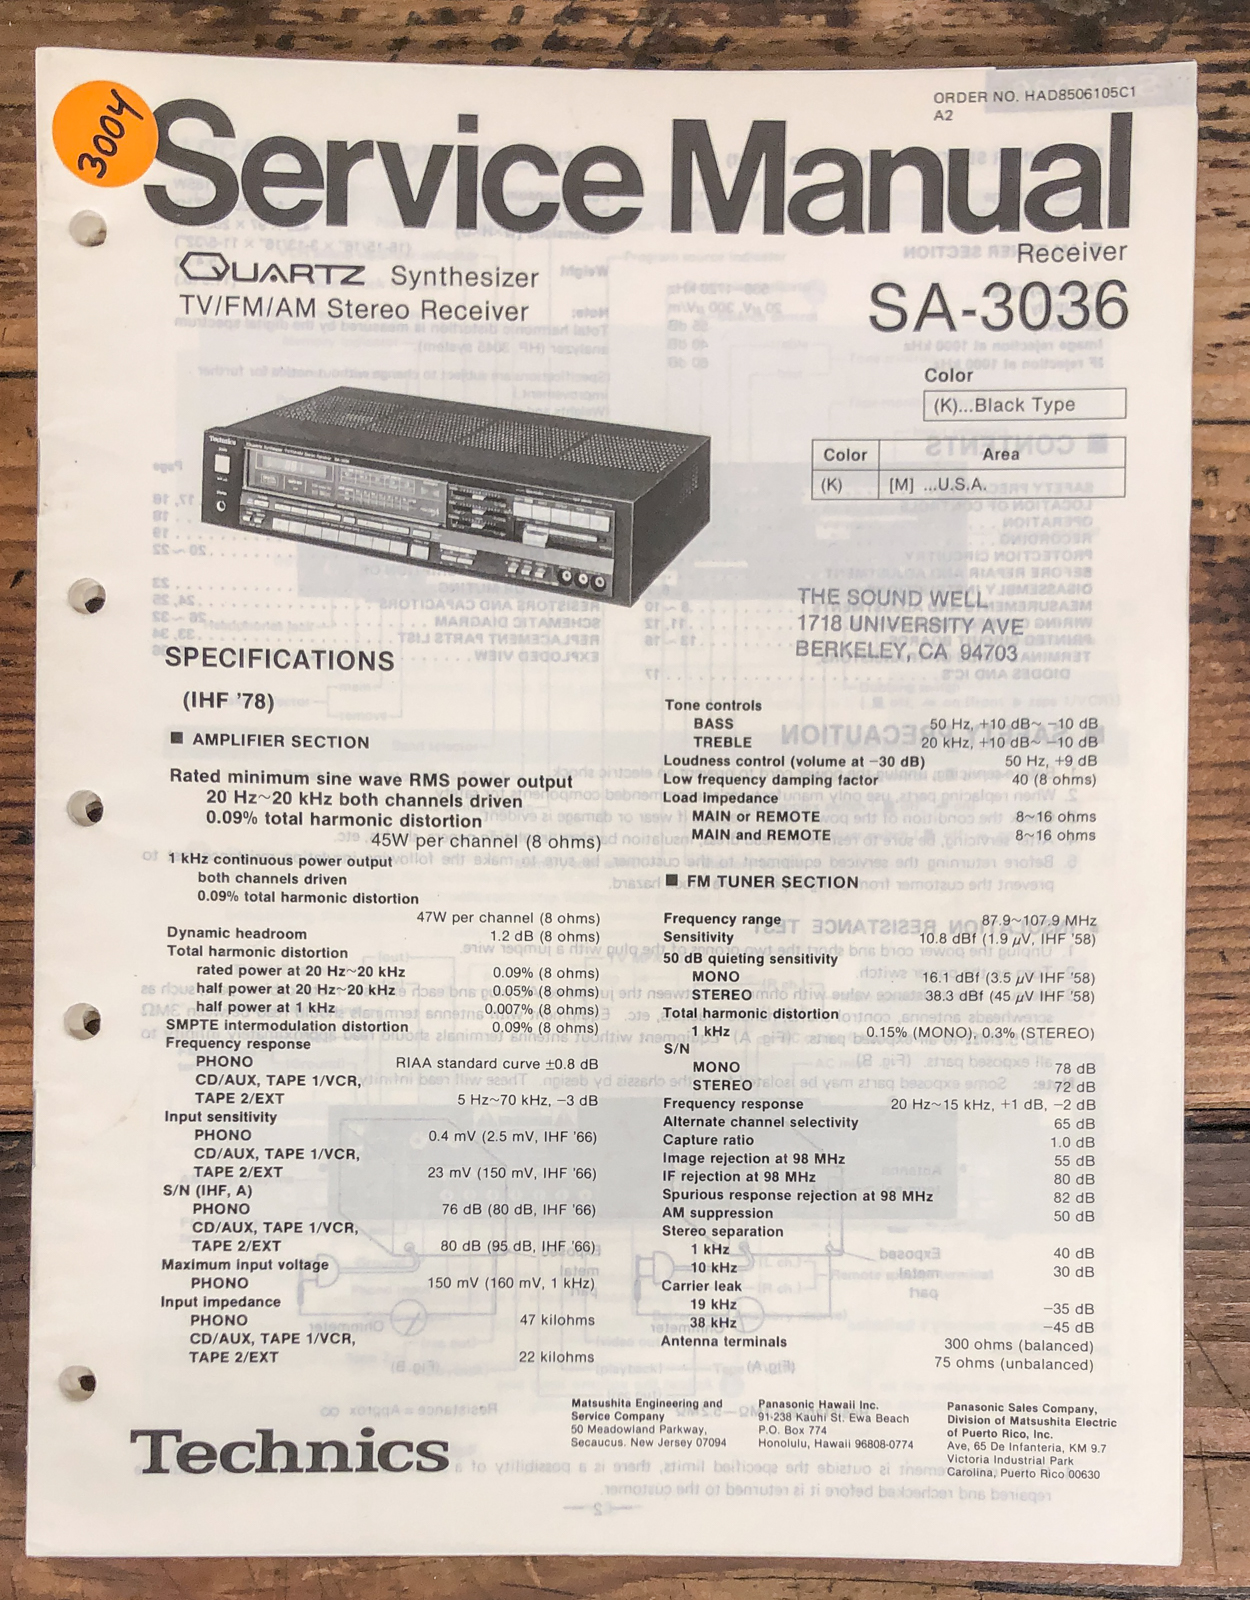 3004
ORDER NO. HAD8506105C1
A2
Service Manual
Receiver
QUARTZ Synthesizer
TV/FM/AM Stereo Receiver
SA-3036
Color
(K)...Black Type
Color Area
(K) [M] ...U.S.A.
Technics
THE SOUND WELL
1718 UNIVERSITY AVE
BERKELEY, CA 94703
SPECIFICATIONS
(IHF '78)
■ AMPLIFIER SECTION
Rated minimum sine wave RMS power output
20 Hz~20 kHz both channels driven
0.09% total harmonic distortion
45W per channel (8 ohms)
1 kHz continuous power output
both channels driven
0.09% total harmonic distortion
47W per channel (8 ohms)
Dynamic headroom 1.2 dB (8 ohms)
Total harmonic distortion
rated power at 20 Hz~20 kHz 0.09% (8 ohms)
half power at 20 Hz~20 kHz 0.05% (8 ohms)
half power at 1 kHz 0.007% (8 ohms)
SMPTE intermodulation distortion 0.09% (8 ohms)
Frequency response
PHONO RIAA standard curve ±0.8 dB
CD/AUX, TAPE 1/VCR,
TAPE 2/EXT 5 Hz~70 kHz, −3 dB
Input sensitivity
PHONO 0.4 mV (2.5 mV, IHF '66)
CD/AUX, TAPE 1/VCR,
TAPE 2/EXT 23 mV (150 mV, IHF '66)
S/N (IHF, A)
PHONO 76 dB (80 dB, IHF '66)
CD/AUX, TAPE 1/VCR,
TAPE 2/EXT 80 dB (95 dB, IHF '66)
Maximum input voltage
PHONO 150 mV (160 mV, 1 kHz)
Input impedance
PHONO 47 kilohms
CD/AUX, TAPE 1/VCR,
TAPE 2/EXT 22 kilohms
Tone controls
BASS 50 Hz, +10 dB~ −10 dB
TREBLE 20 kHz, +10 dB~ −10 dB
Loudness control (volume at −30 dB) 50 Hz, +9 dB
Low frequency damping factor 40 (8 ohms)
Load impedance
MAIN or REMOTE 8~16 ohms
MAIN and REMOTE 8~16 ohms
■ FM TUNER SECTION
Frequency range 87.9~107.9 MHz
Sensitivity 10.8 dBf (1.9 µV, IHF '58)
50 dB quieting sensitivity
MONO 16.1 dBf (3.5 µV IHF '58)
STEREO 38.3 dBf (45 µV IHF '58)
Total harmonic distortion
1 kHz 0.15% (MONO), 0.3% (STEREO)
S/N
MONO 78 dB
STEREO 72 dB
Frequency response 20 Hz~15 kHz, +1 dB, −2 dB
Alternate channel selectivity 65 dB
Capture ratio 1.0 dB
Image rejection at 98 MHz 55 dB
IF rejection at 98 MHz 80 dB
Spurious response rejection at 98 MHz 82 dB
AM suppression 50 dB
Stereo separation
1 kHz 40 dB
10 kHz 30 dB
Carrier leak
19 kHz −35 dB
38 kHz −45 dB
Antenna terminals 300 ohms (balanced)
75 ohms (unbalanced)
Technics
Matsushita Engineering and
Service Company
50 Meadowland Parkway,
Secaucus. New Jersey 07094
Panasonic Hawaii Inc.
91-238 Kauhi St. Ewa Beach
P.O. Box 774
Honolulu, Hawaii 96808-0774
Panasonic Sales Company,
Division of Matsushita Electric
of Puerto Rico, Inc.
Ave, 65 De Infanteria, KM 9.7
Victoria Industrial Park
Carolina, Puerto Rico 00630